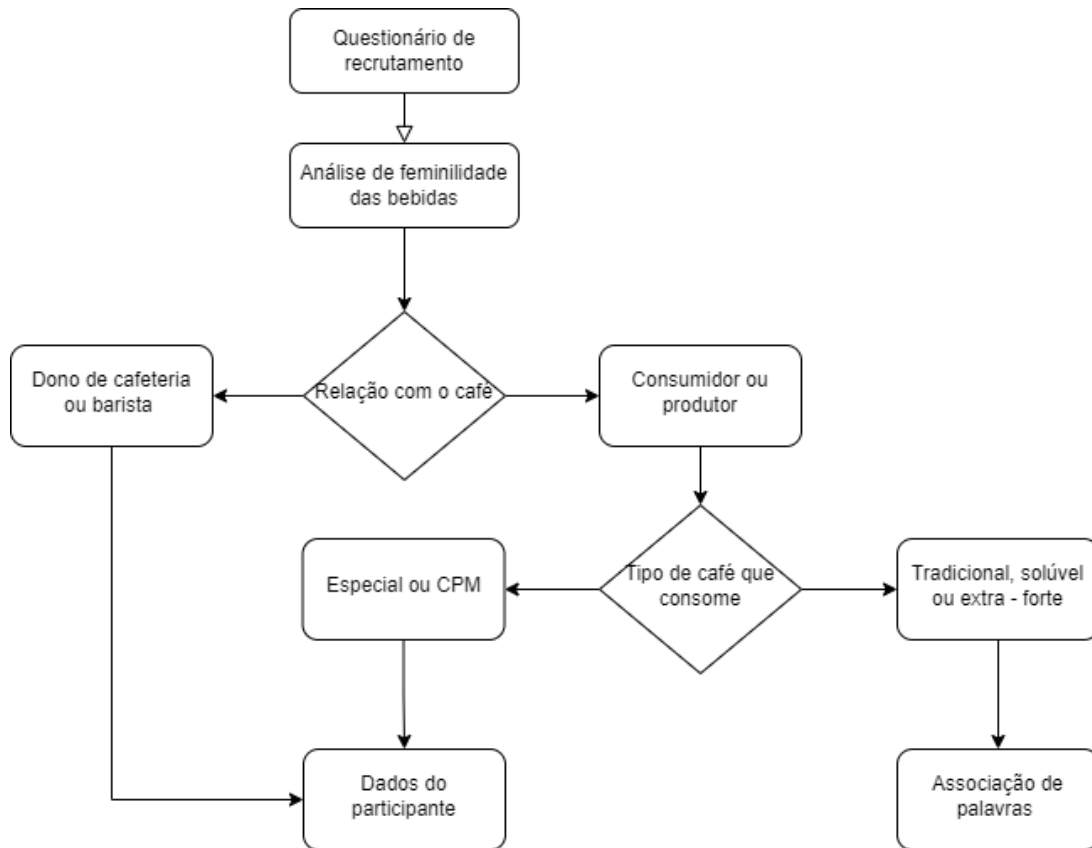 Questionário de
recrutamento
Análise de feminilidade
das bebidas
Relação com o café
Dono de cafeteria
ou barista
Consumidor ou
produtor
Tipo de café que
consome
Especial ou CPM
Tradicional, solúvel
ou extra - forte
Dados do
participante
Associação de
palavras